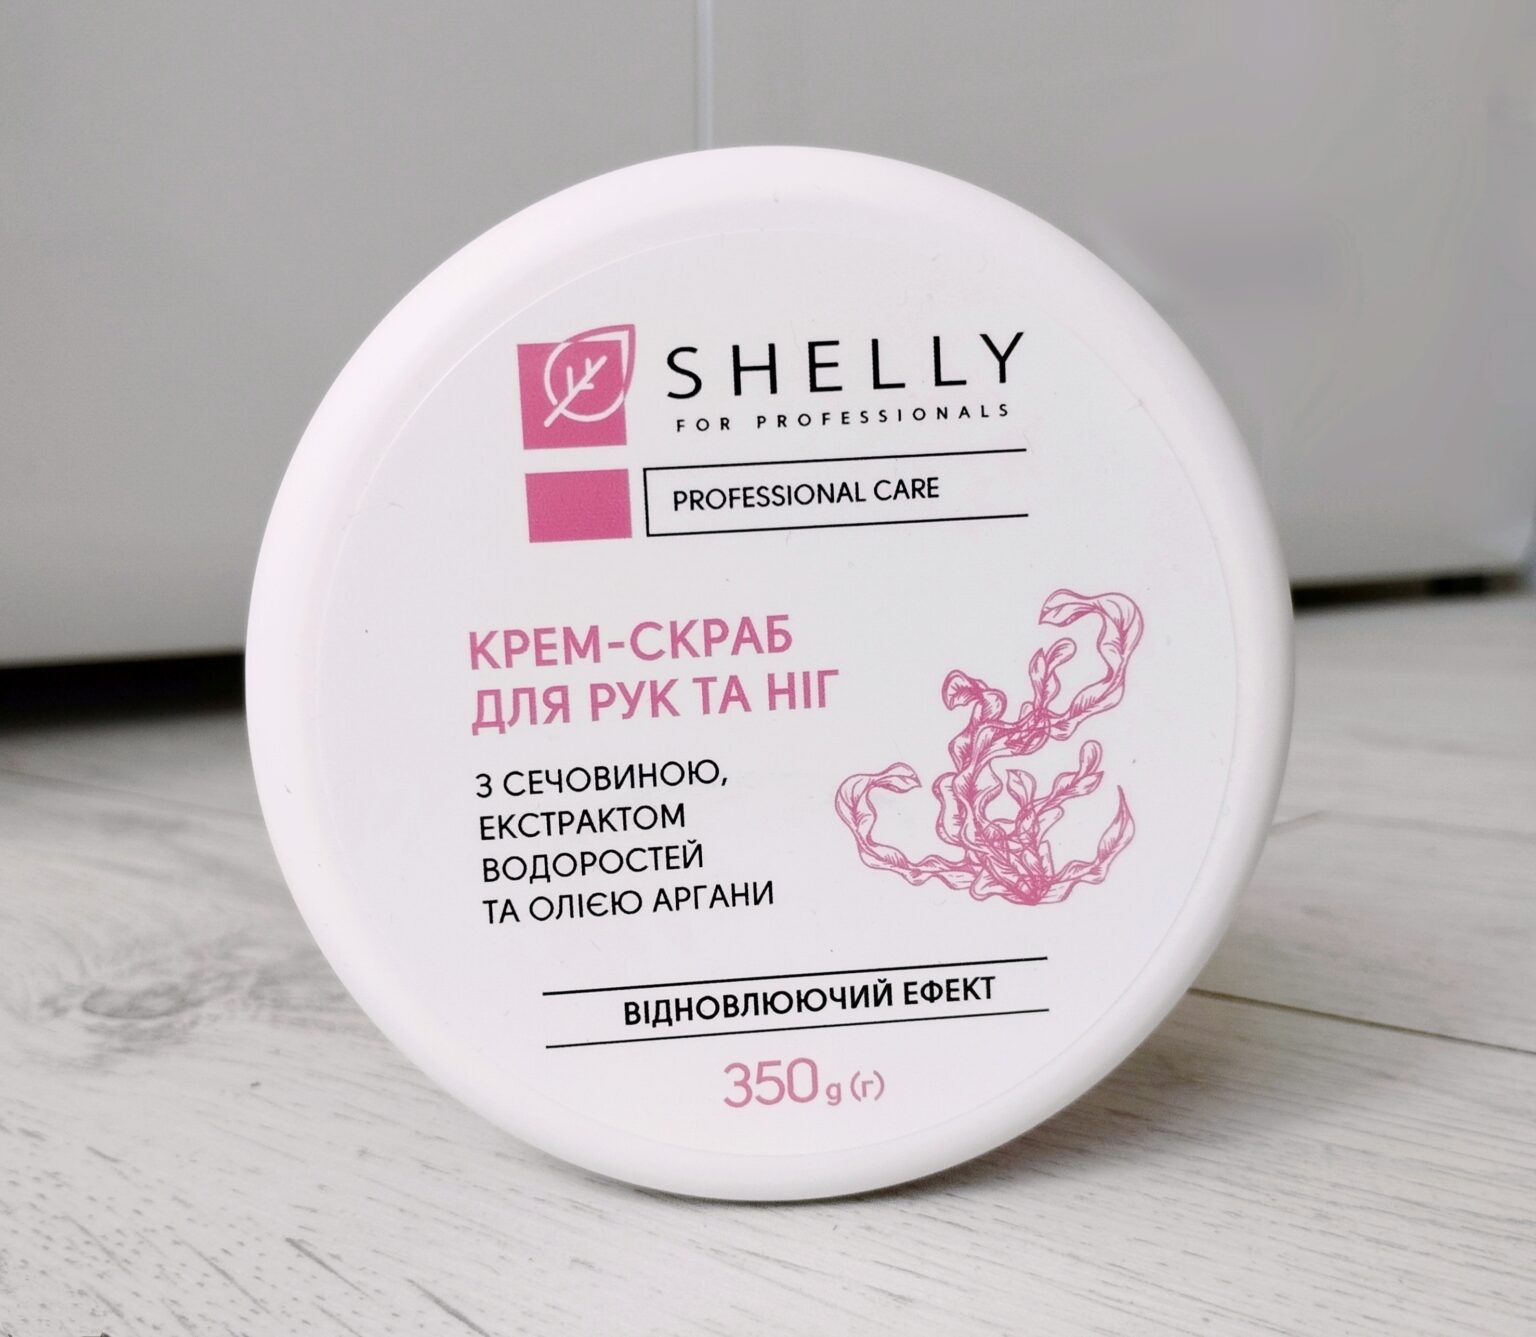 SHELLY
FOR PROFESSIONALS
PROFESSIONAL CARE
КРЕМ-СКРАБ
ДЛЯ РУК ТА НІГ
З СЕЧОВИНОЮ,
ЕКСТРАКТОМ
ВОДОРОСТЕЙ
ТА ОЛІЄЮ АРГАНИ
ВІДНОВЛЮЮЧИЙ ЕФЕКТ
350 g (г)